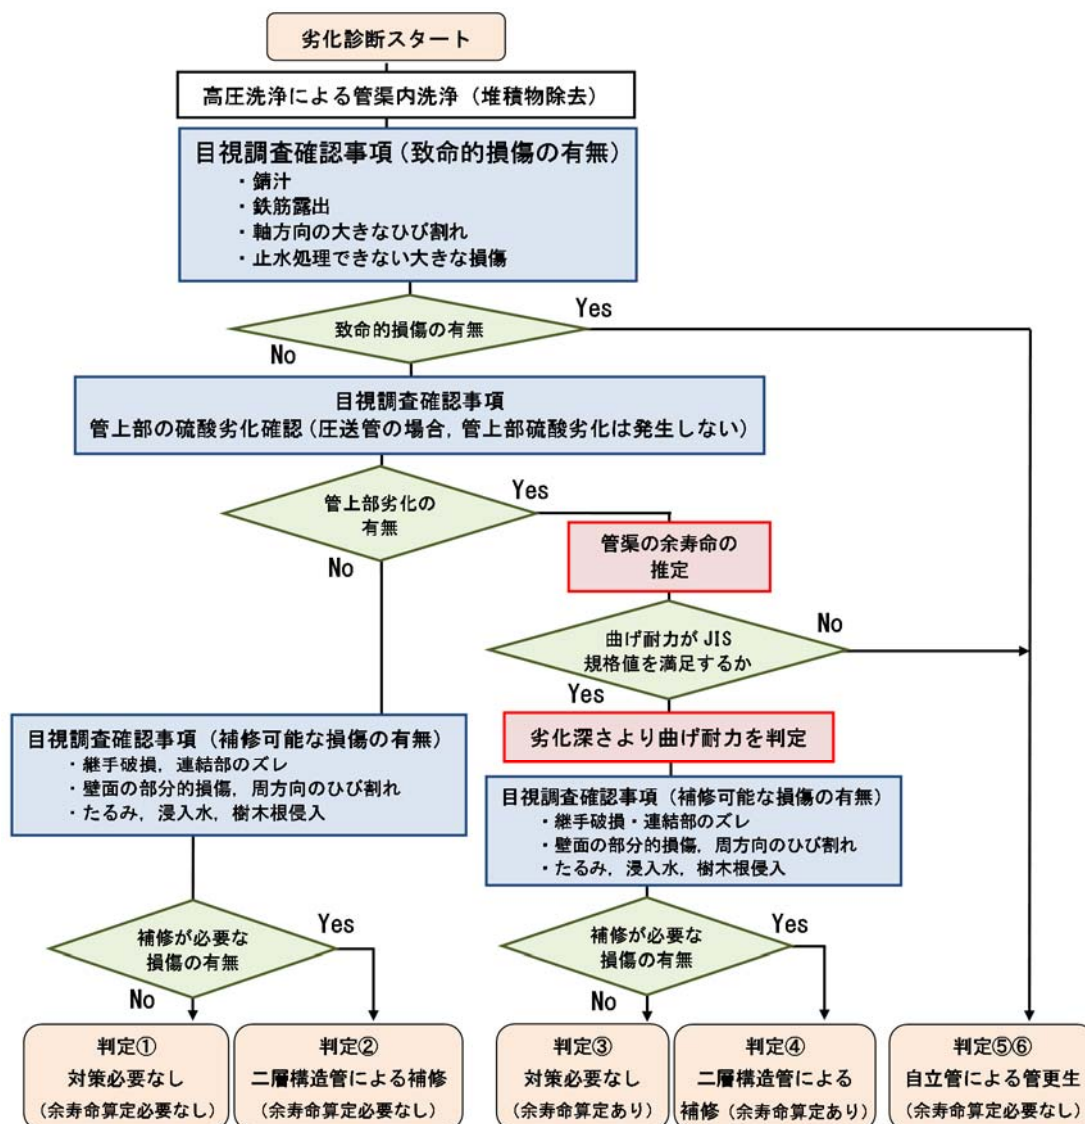 劣化診断スタート
高圧洗浄による管渠内洗浄（堆積物除去）
目視調査確認事項（致命的損傷の有無）
・錆汁
・鉄筋露出
・軸方向の大きなひび割れ
・止水処理できない大きな損傷
致命的損傷の有無
Yes
No
目視調査確認事項
管上部の硫酸劣化確認（圧送管の場合，管上部硫酸劣化は発生しない）
管上部劣化の
有無
Yes
No
管渠の余寿命の
推定
曲げ耐力が JIS
規格値を満足するか
No
Yes
劣化深さより曲げ耐力を判定
目視調査確認事項（補修可能な損傷の有無）
・継手破損，連結部のズレ
・壁面の部分的損傷，周方向のひび割れ
・たるみ，浸入水，樹木根侵入
目視調査確認事項（補修可能な損傷の有無）
・継手破損・連結部のズレ
・壁面の部分的損傷，周方向のひび割れ
・たるみ，浸入水，樹木根侵入
補修が必要な
損傷の有無
Yes
No
補修が必要な
損傷の有無
Yes
No
判定①
対策必要なし
（余寿命算定必要なし）
判定②
二層構造管による補修
（余寿命算定必要なし）
判定③
対策必要なし
（余寿命算定あり）
判定④
二層構造管による
補修（余寿命算定あり）
判定⑤⑥
自立管による管更生
（余寿命算定必要なし）